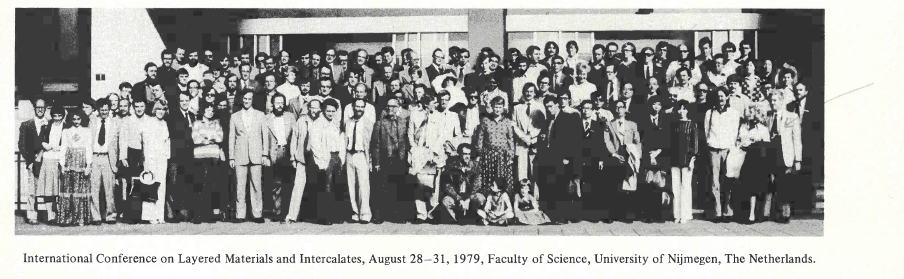 International Conference on Layered Materials and Intercalates, August 28–31, 1979, Faculty of Science, University of Nijmegen, The Netherlands.